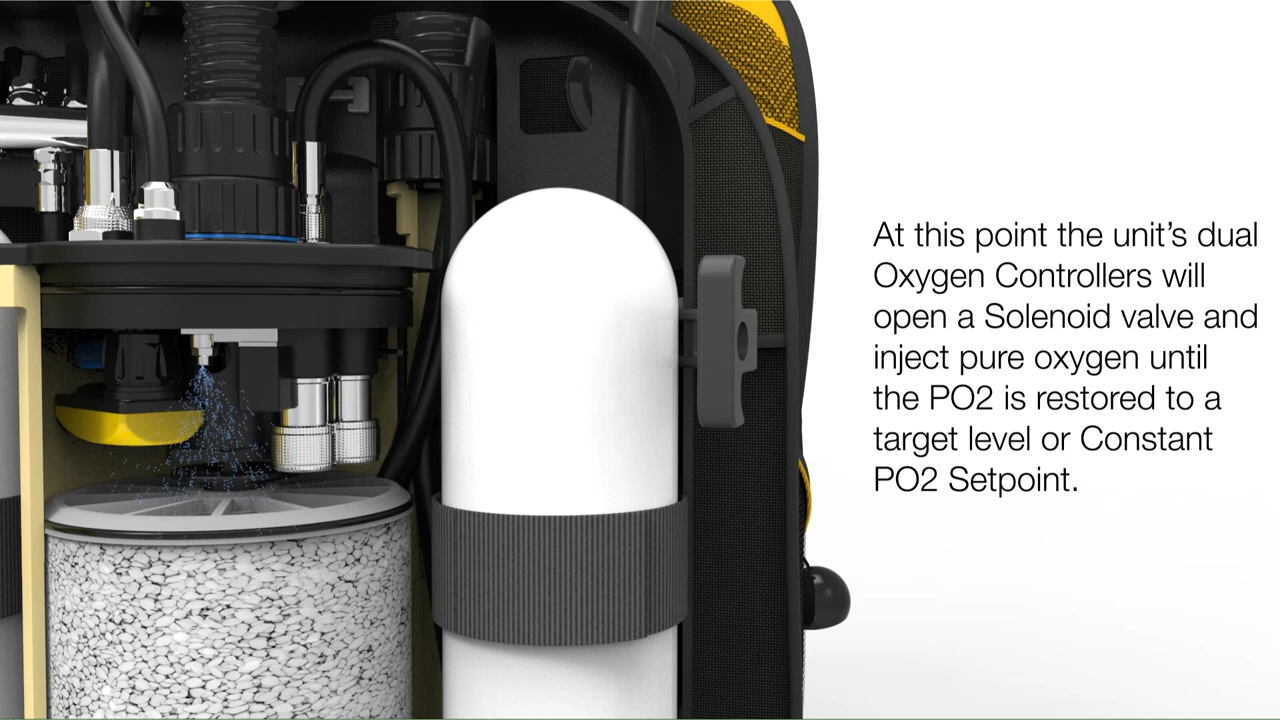 At this point the unit’s dual
Oxygen Controllers will
open a Solenoid valve and
inject pure oxygen until
the PO2 is restored to a
target level or Constant
PO2 Setpoint.